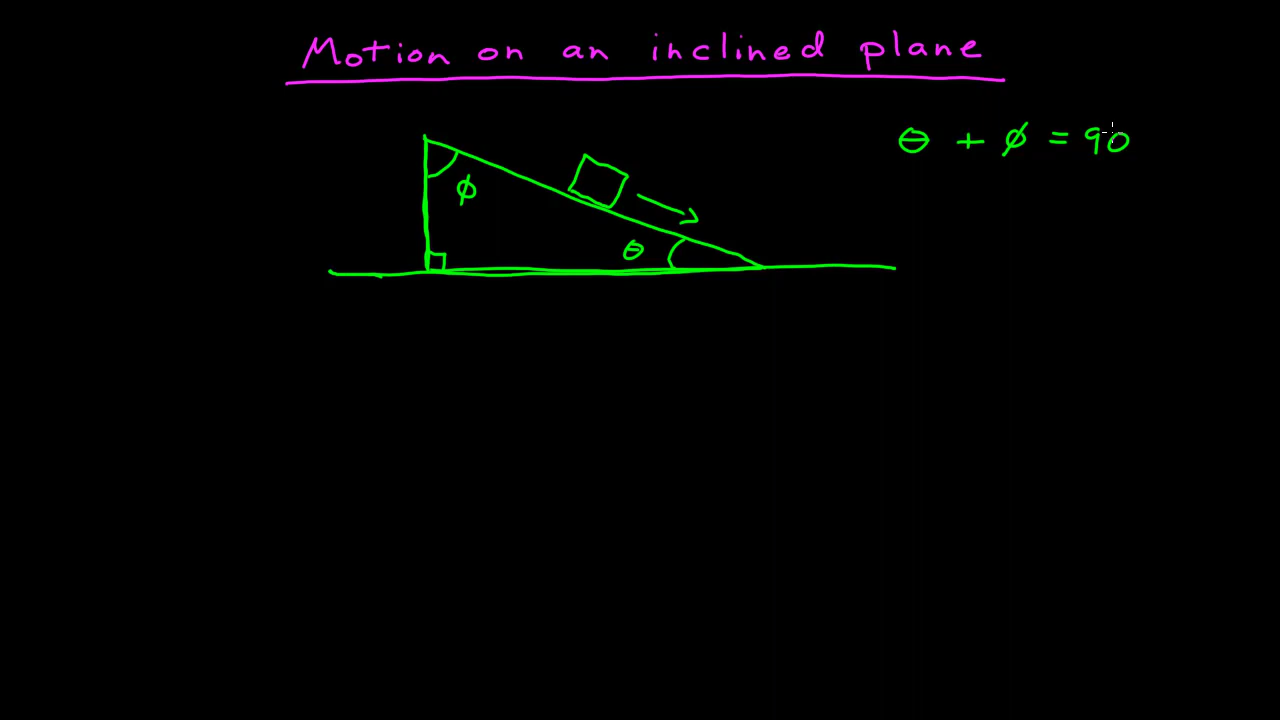 Motion on an inclined plane
θ + ϕ = 90
ϕ
θ